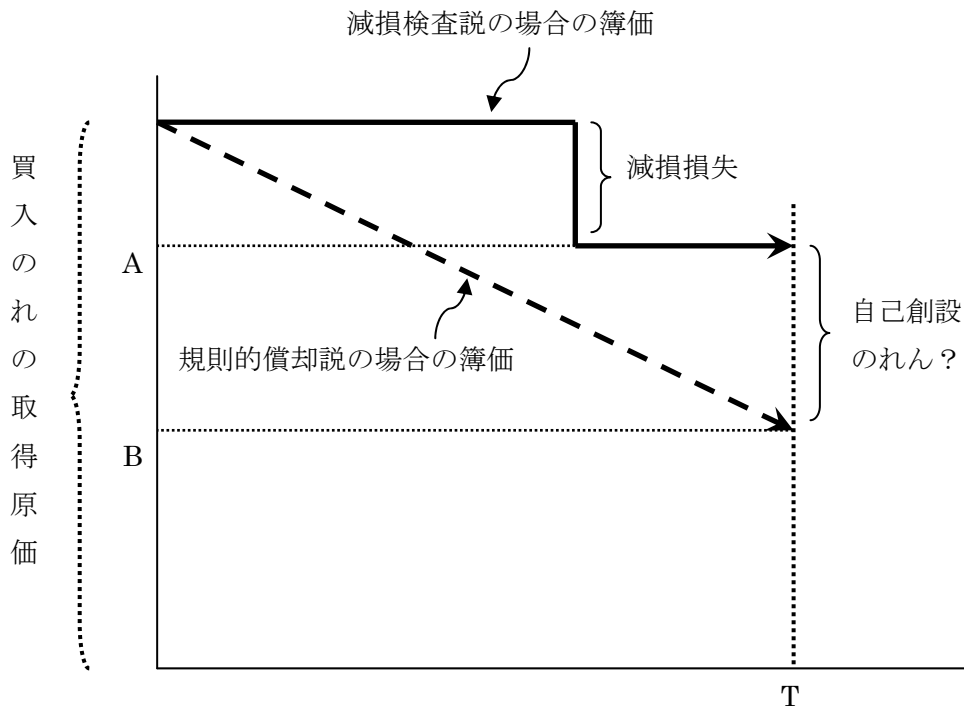 減損検査説の場合の簿価
買入のれの取得原価
減損損失
A
自己創設
のれん？
規則的償却説の場合の簿価
B
T